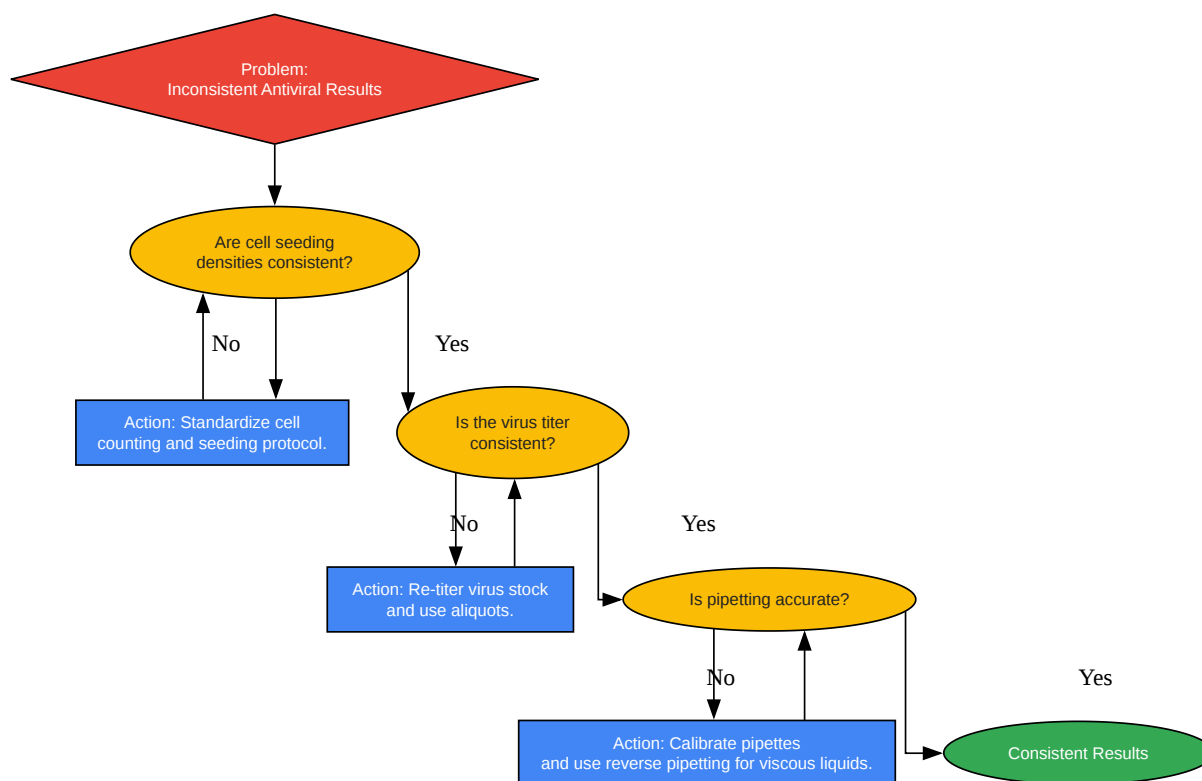 Problem:
Inconsistent Antiviral Results
Are cell seeding
densities consistent?
No
Yes
Action: Standardize cell
counting and seeding protocol.
Is the virus titer
consistent?
No
Yes
Action: Re-titer virus stock
and use aliquots.
Is pipetting accurate?
No
Yes
Action: Calibrate pipettes
and use reverse pipetting for viscous liquids.
Consistent Results